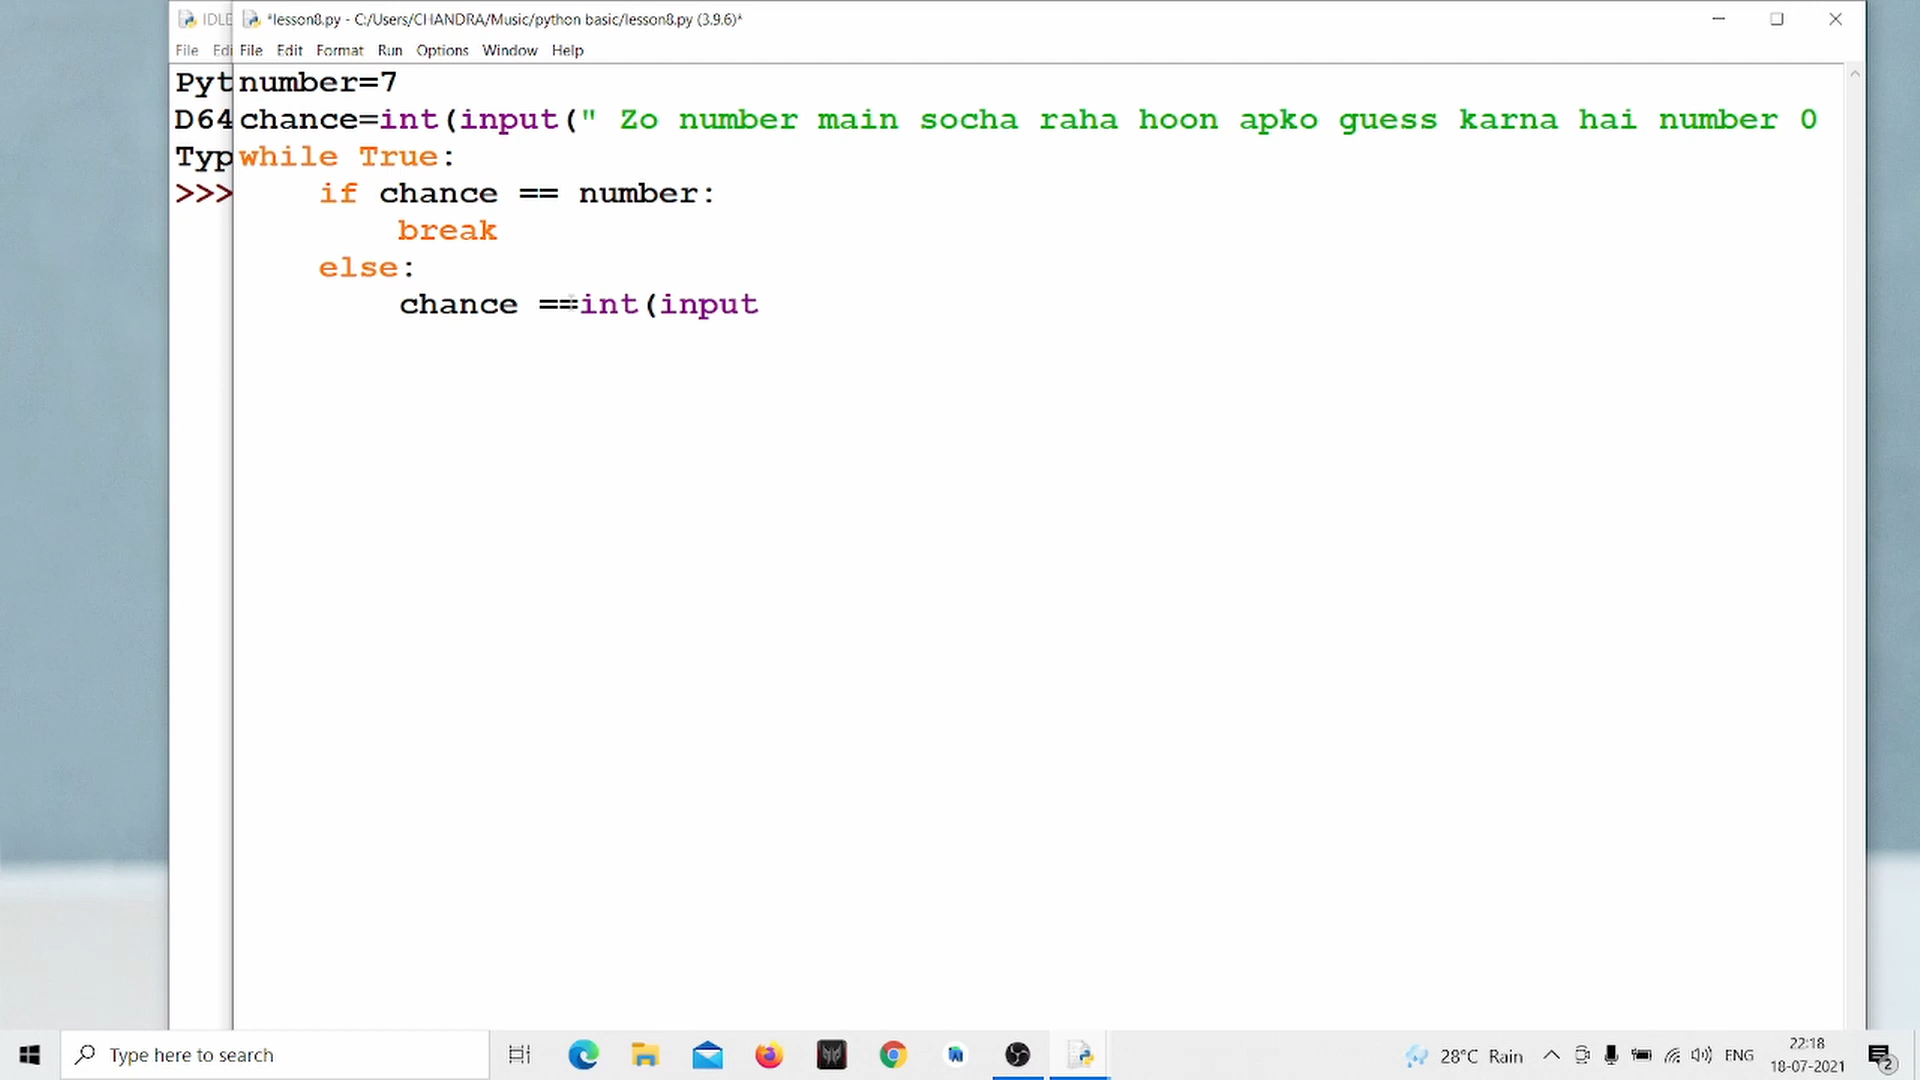 IDLE
*lesson8.py - C:/Users/CHANDRA/Music/python basic/lesson8.py (3.9.6)*
File Edi
File Edit Format Run Options Window Help
Pyt
number=7
D64
chance=int(input(" Zo number main socha raha hoon apko guess karna hai number 0
Typ
while True:
>>>
if chance == number:
break
else:
chance ==int(input
Type here to search
28°C Rain
ENG
22:18
18-07-2021
2